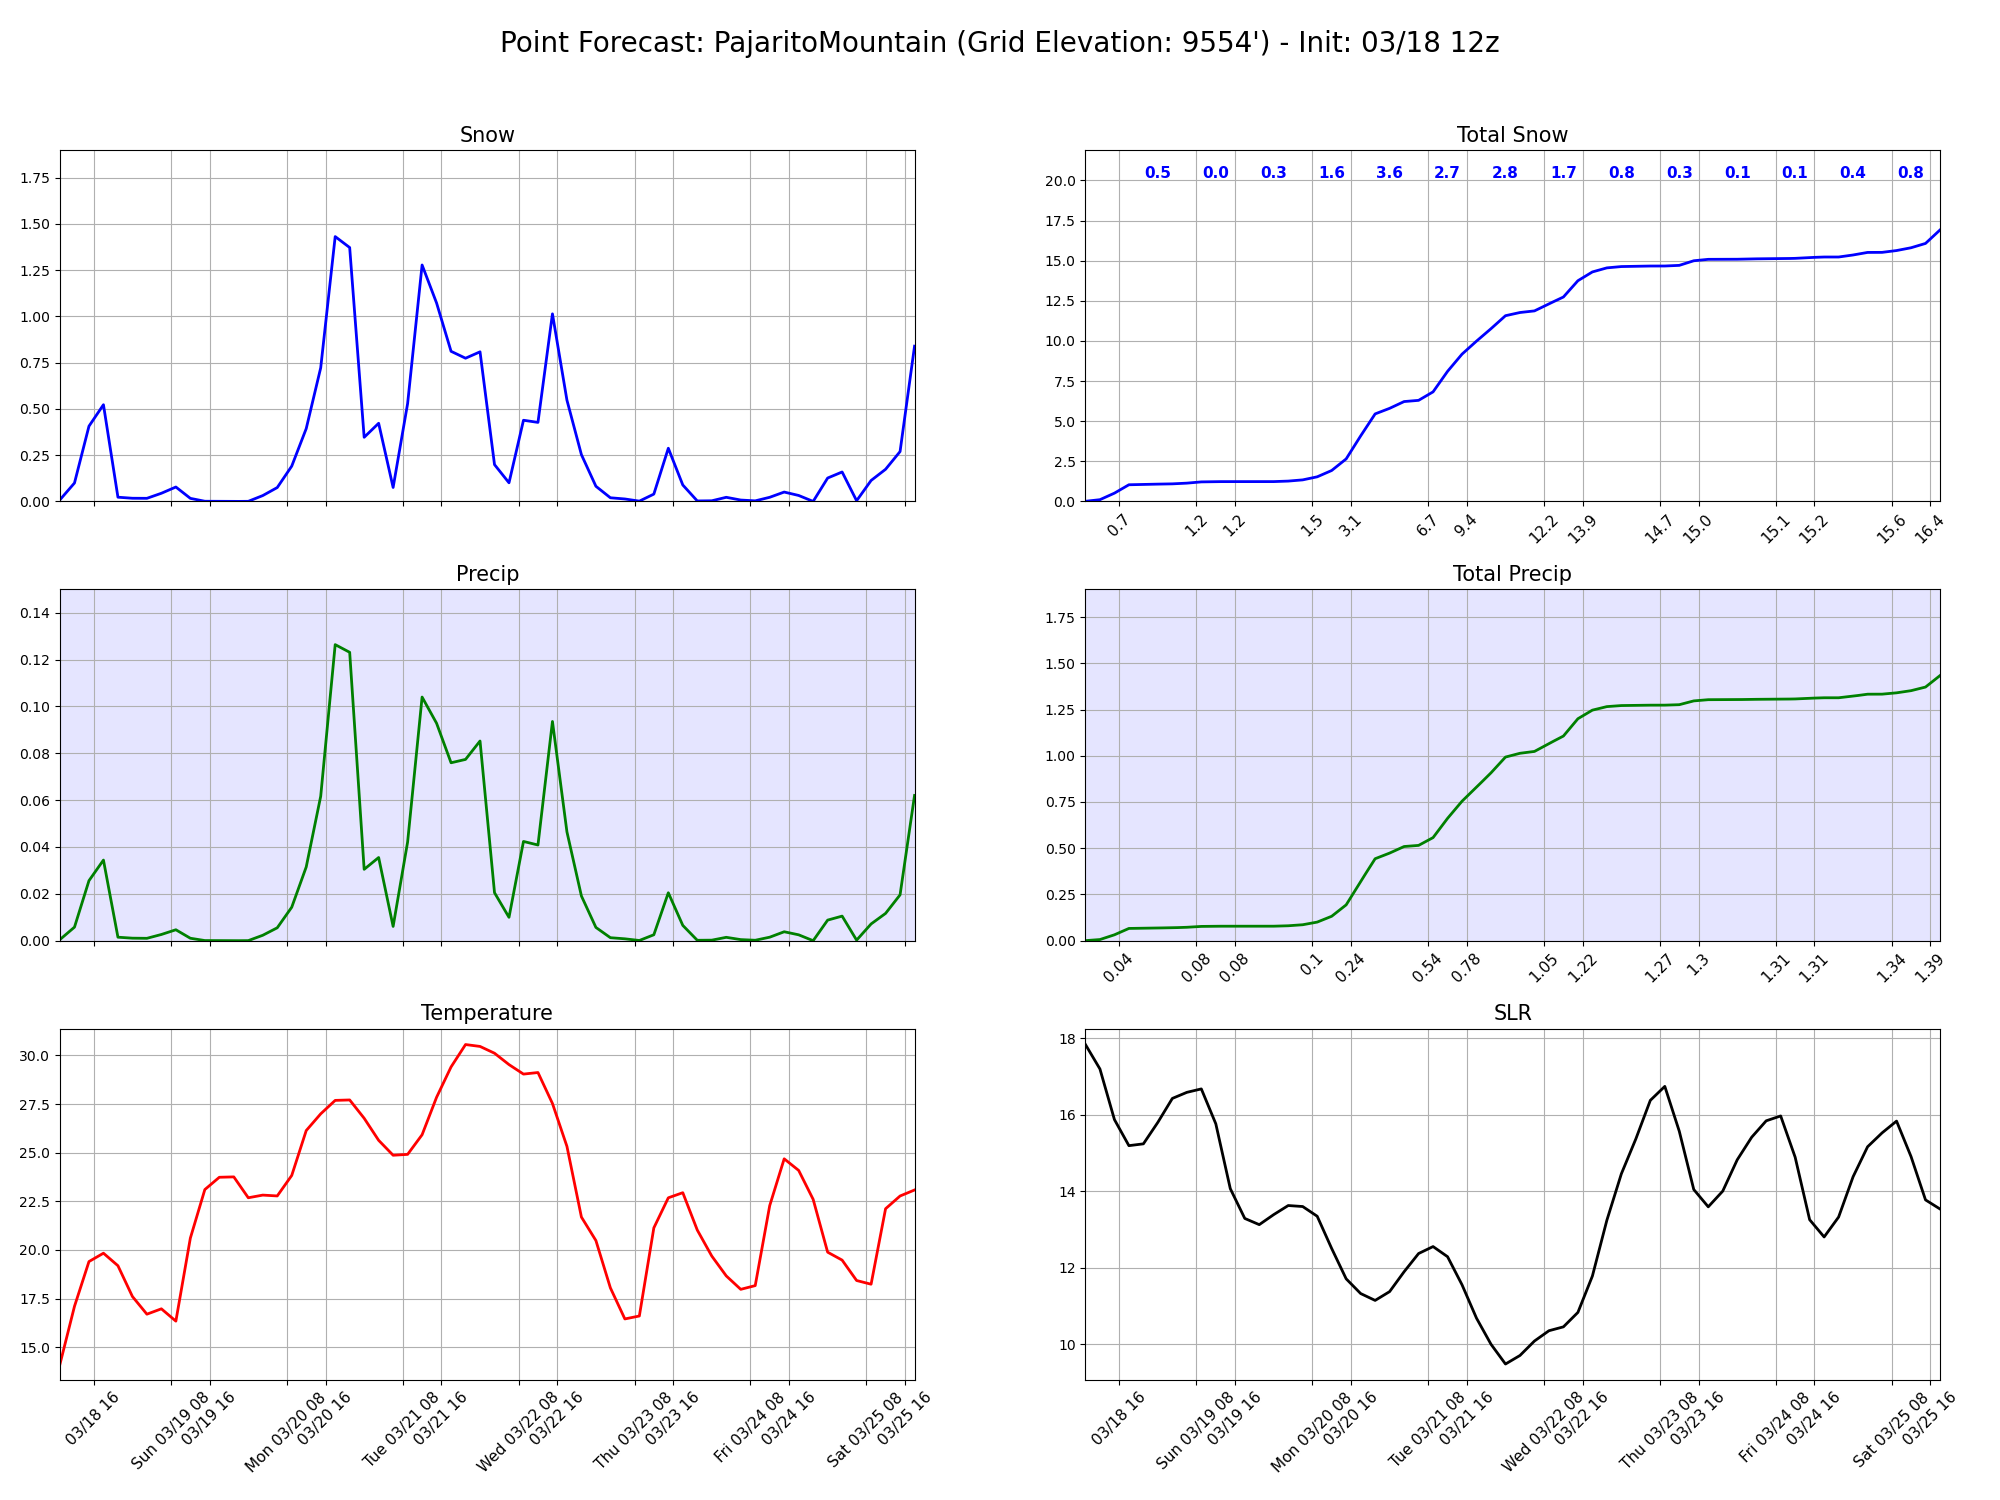 Point Forecast: PajaritoMountain (Grid Elevation: 9554') - Init: 03/18 12z
Snow
1.75
1.50
1.25
1.00
0.75
0.50
0.25
0.00
Total Snow
0.5 0.0 0.3 1.6 3.6 2.7 2.8 1.7 0.8 0.3 0.1 0.1 0.4 0.8
20.0
17.5
15.0
12.5
10.0
7.5
5.0
2.5
0.0
0.7 1.2 1.2 1.5 3.1 6.7 9.4 12.2 13.9 14.7 15.0 15.1 15.2 15.6 16.4
Precip
0.14
0.12
0.10
0.08
0.06
0.04
0.02
0.00
Total Precip
1.75
1.50
1.25
1.00
0.75
0.50
0.25
0.00
0.04 0.08 0.08 0.1 0.24 0.54 0.78 1.05 1.22 1.27 1.3 1.31 1.31 1.34 1.39
Temperature
30.0
27.5
25.0
22.5
20.0
17.5
15.0
03/18 16
Sun 03/19 08
03/19 16
Mon 03/20 08
03/20 16
Tue 03/21 08
03/21 16
Wed 03/22 08
03/22 16
Thu 03/23 08
03/23 16
Fri 03/24 08
03/24 16
Sat 03/25 08
03/25 16
SLR
18
16
14
12
10
03/18 16
Sun 03/19 08
03/19 16
Mon 03/20 08
03/20 16
Tue 03/21 08
03/21 16
Wed 03/22 08
03/22 16
Thu 03/23 08
03/23 16
Fri 03/24 08
03/24 16
Sat 03/25 08
03/25 16